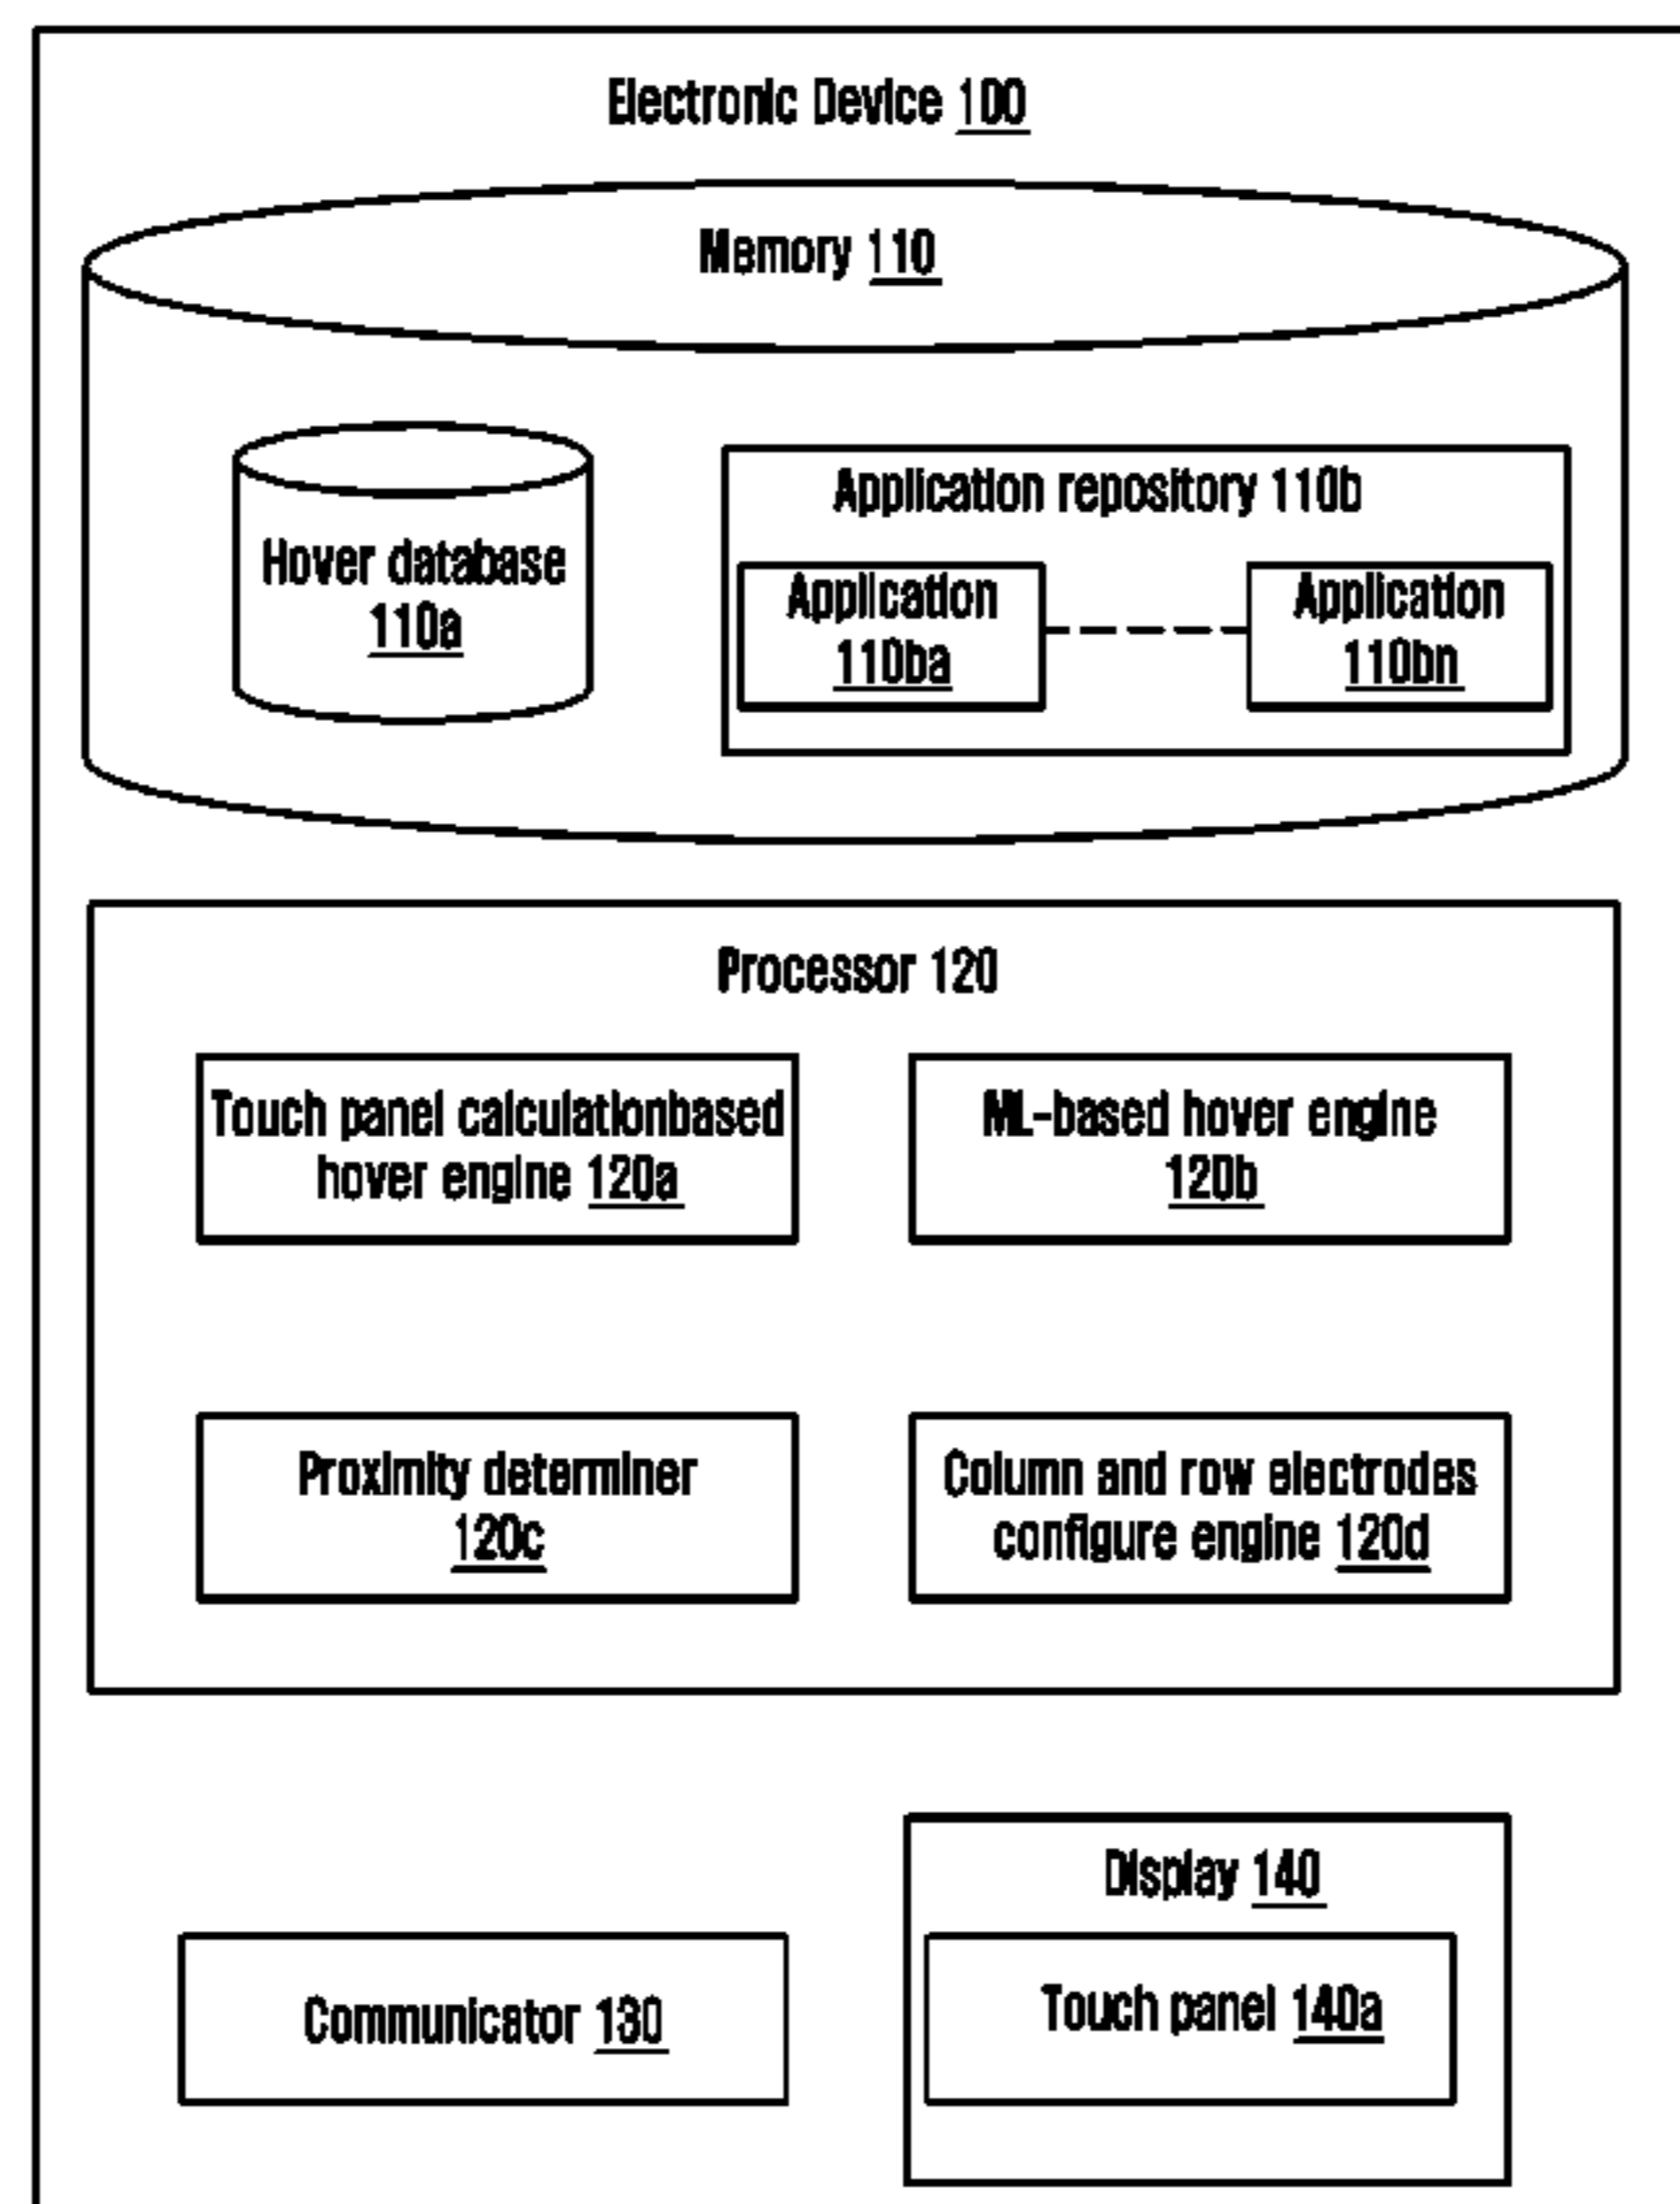 Electronic Device 100
Memory 110
Hover database
110a
Application repository 110b
Application
110ba
Application
110bn
Processor 120
Touch panel calculationbased
hover engine 120a
ML-based hover engine
120b
Proximity determiner
120c
Column and row electrodes
configure engine 120d
Communicator 130
Display 140
Touch panel 140a